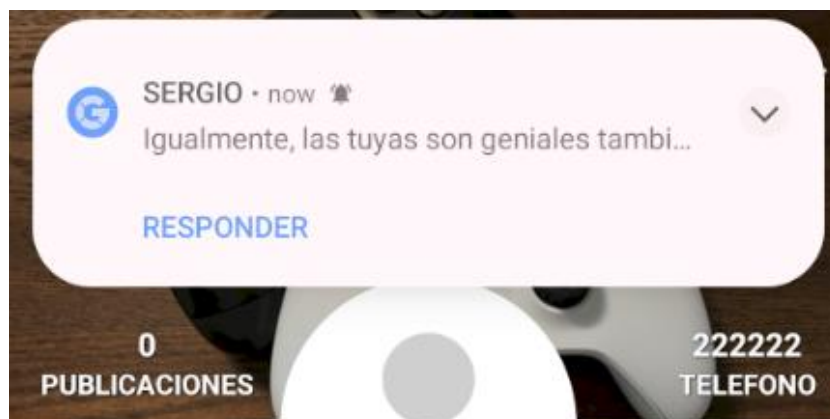 SERGIO • now
Igualmente, las tuyas son geniales tambi...
RESPONDER
0
PUBLICACIONES
222222
TELEFONO